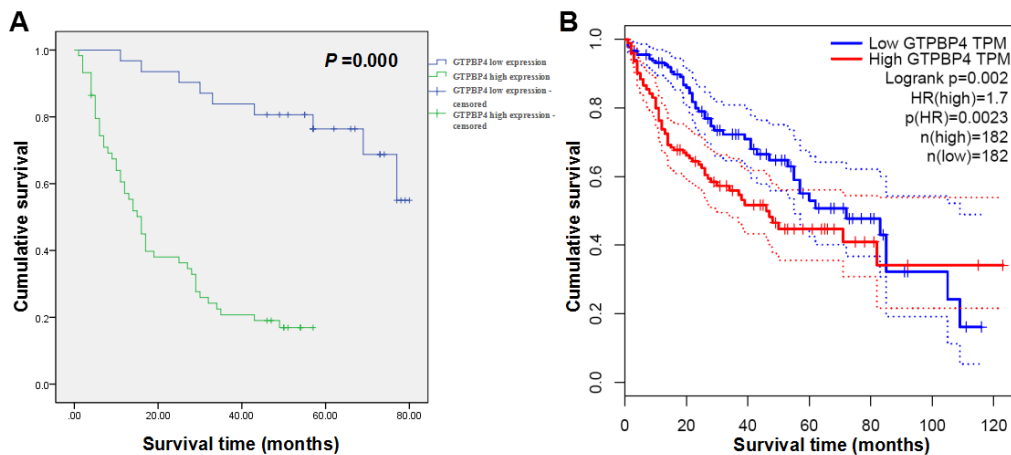 A
P =0.000
GTPBP4 low expression
GTPBP4 high expression
GTPBP4 low expression -
censored
GTPBP4 high expression -
censored
Cumulative survival
1.0
0.8
0.6
0.4
0.2
0.0
.00
20.00
40.00
60.00
80.00
Survival time (months)
B
Low GTPBP4 TPM
High GTPBP4 TPM
Logrank p=0.002
HR(high)=1.7
p(HR)=0.0023
n(high)=182
n(low)=182
Cumulative survival
1.0
0.8
0.6
0.4
0.2
0.0
0
20
40
60
80
100
120
Survival time (months)